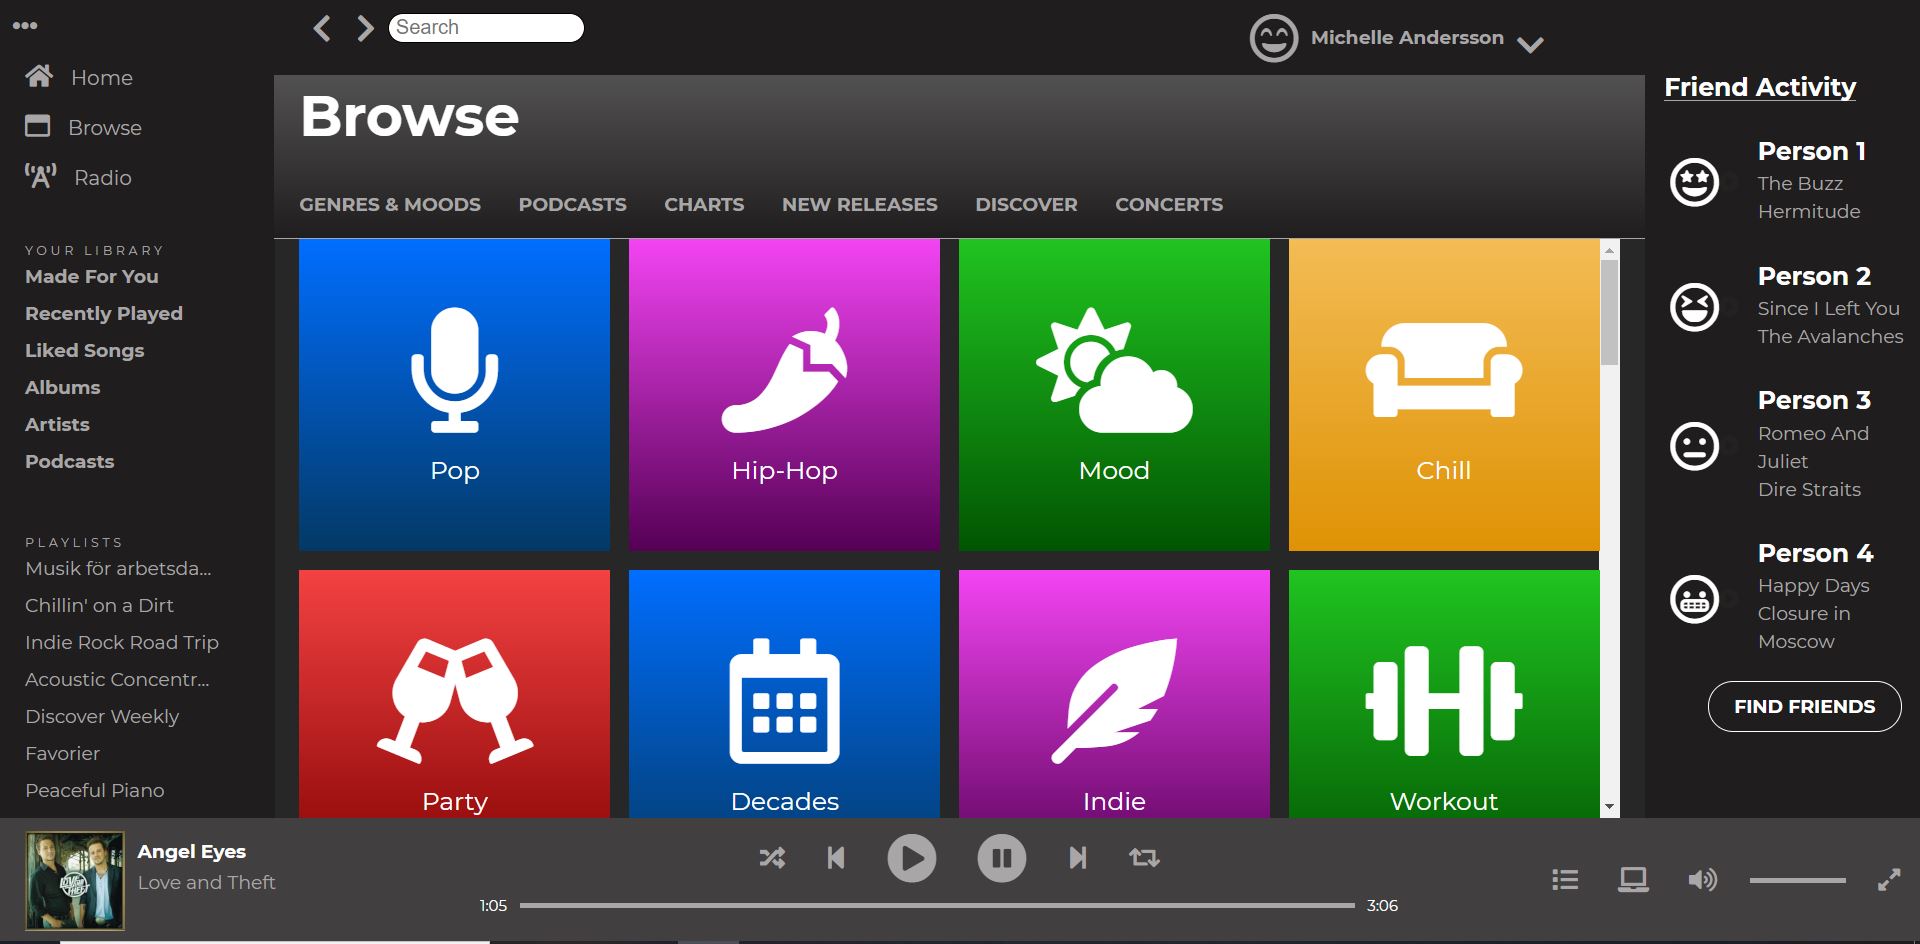 Search
Michelle Andersson
Home
Browse
Radio
YOUR LIBRARY
Made For You
Recently Played
Liked Songs
Albums
Artists
Podcasts
PLAYLISTS
Musik för arbetsda...
Chillin' on a Dirt
Indie Rock Road Trip
Acoustic Concentr...
Discover Weekly
Favorier
Peaceful Piano
Browse
GENRES & MOODS PODCASTS CHARTS NEW RELEASES DISCOVER CONCERTS
Pop
Hip-Hop
Mood
Chill
Party
Decades
Indie
Workout
Friend Activity
Person 1
The Buzz
Hermitude
Person 2
Since I Left You
The Avalanches
Person 3
Romeo And
Juliet
Dire Straits
Person 4
Happy Days
Closure in
Moscow
FIND FRIENDS
LOVE AND
THEFT
Angel Eyes
Love and Theft
1:05
3:06